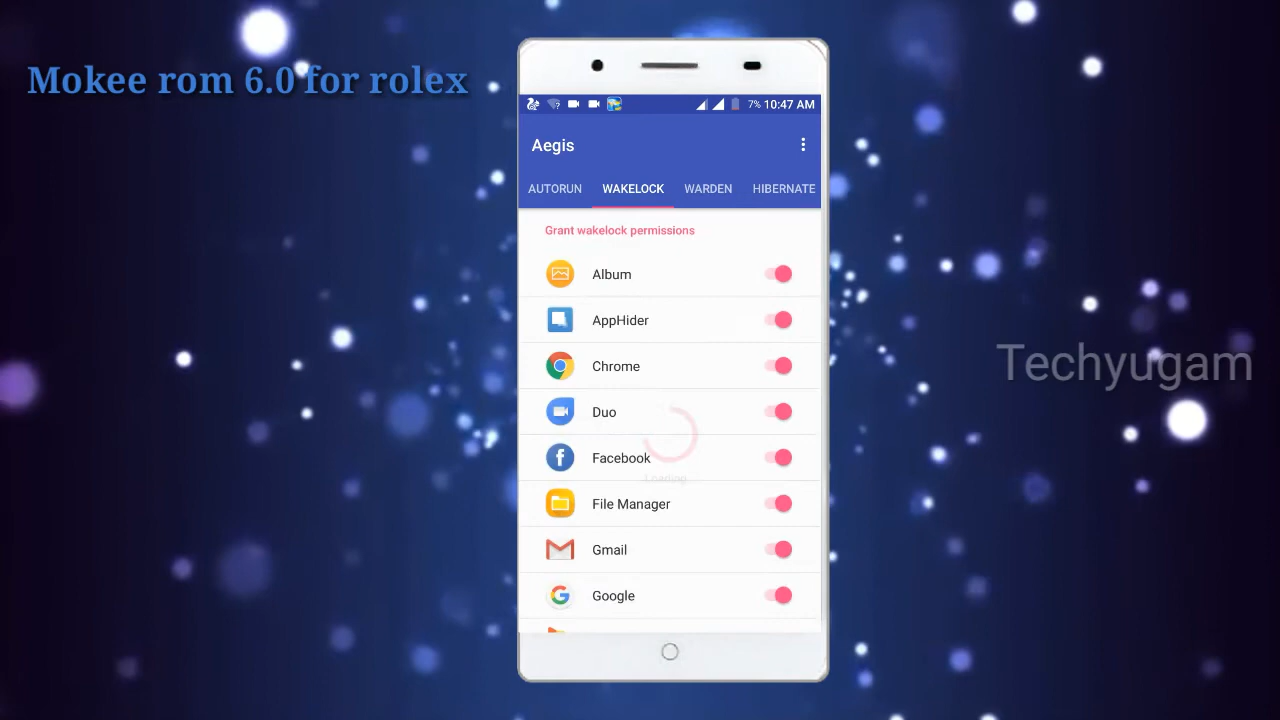 Mokee rom 6.0 for rolex
7% 10:47 AM
Aegis
AUTORUN WAKELOCK WARDEN HIBERNATE
Grant wakelock permissions
Album
AppHider
Chrome
Duo
Facebook
Loading
File Manager
Gmail
Google
Techyugam